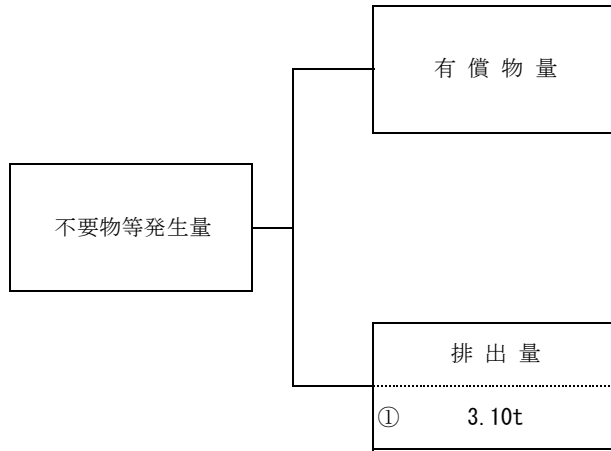 有 償 物 量
不要物等発生量
排 出 量
① 3.10t